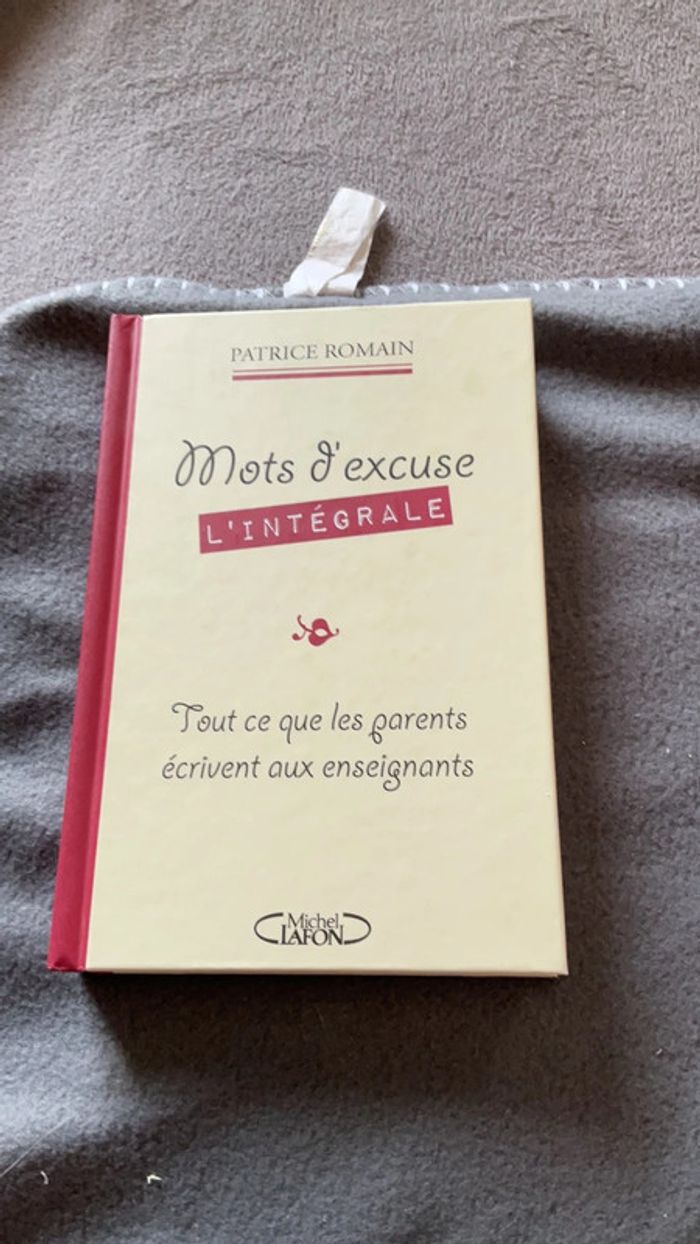 PATRICE ROMAIN
Mots d'excuse
L'INTÉGRALE
Tout ce que les parents
écrivent aux enseignants
Michel
LAFON